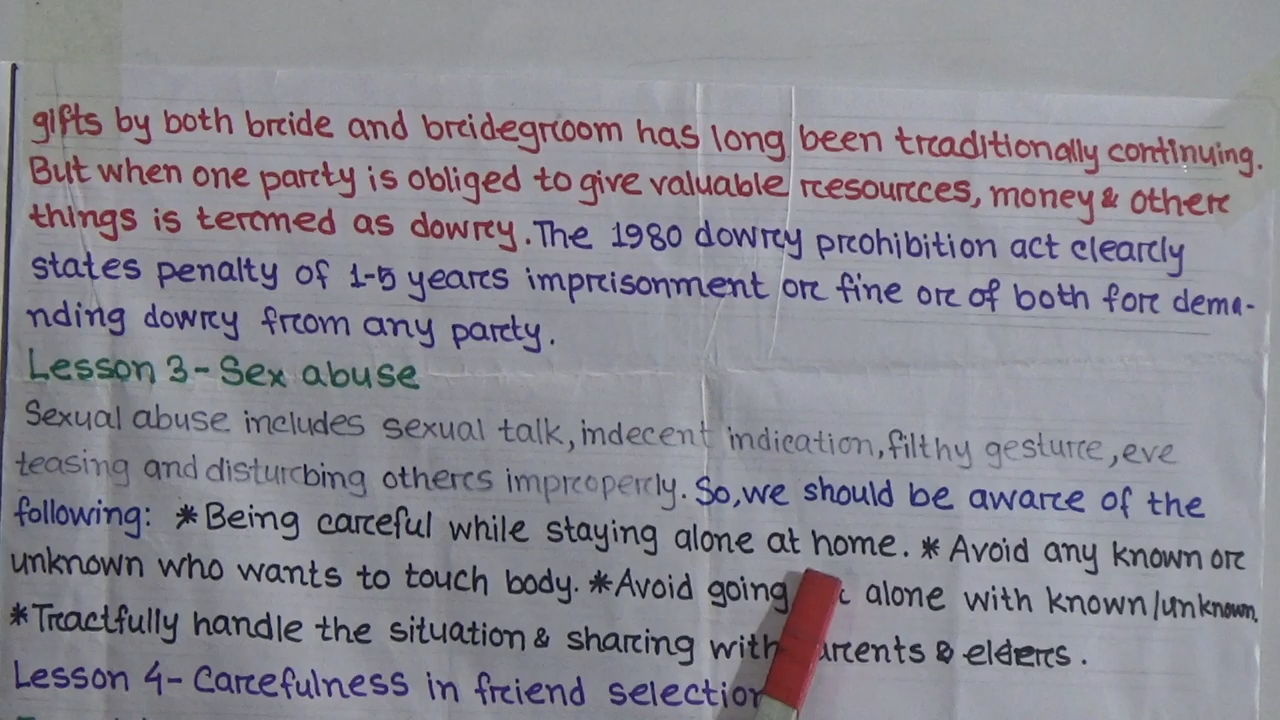 gifts by both bride and bridegroom has long been traditionally continuing.
But when one party is obliged to give valuable resources, money & other
things is termed as dowry. The 1980 dowry prohibition act clearly
states penalty of 1-5 years imprisonment or fine or of both for dema-
nding dowry from any party.
Lesson 3- Sex abuse
Sexual abuse includes sexual talk, indecent indication, filthy gesture, eve
teasing and disturbing others improperly. So, we should be aware of the
following: *Being careful while staying alone at home. * Avoid any known or
unknown who wants to touch body. *Avoid going alone with known/unknown.
*Tractfully handle the situation & sharing with & elders.
Lesson 4- Carefulness in friend selection